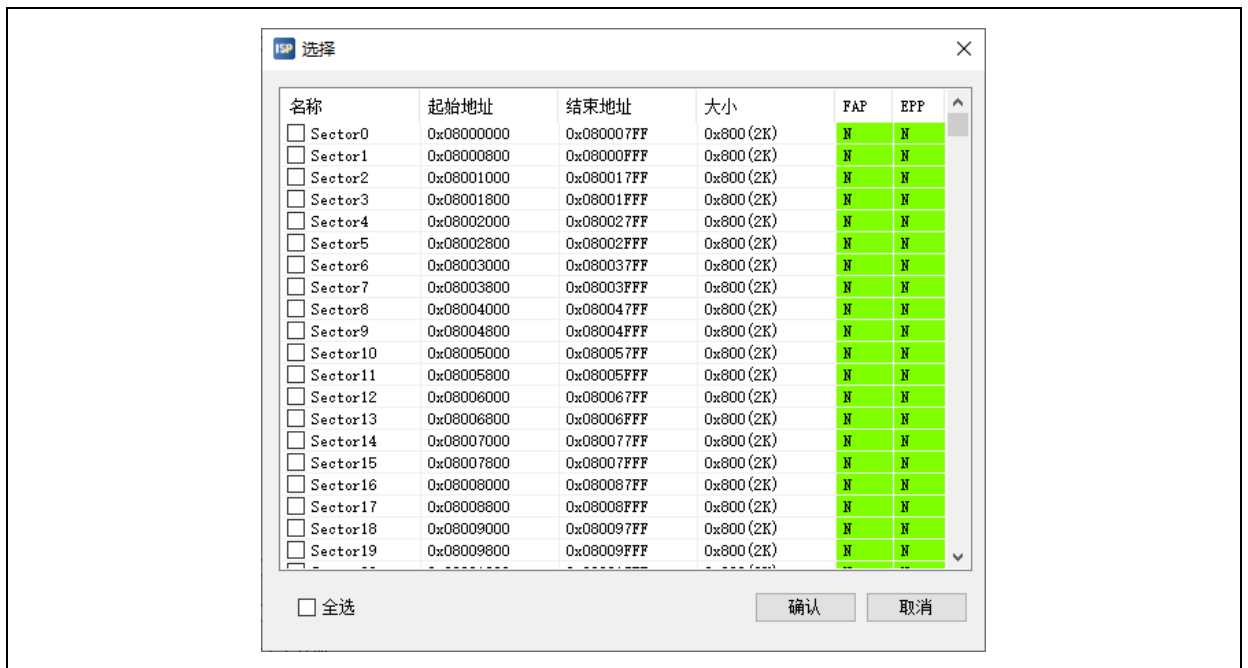 ISP 选择
名称 起始地址 结束地址 大小 FAP EPP
Sector0 0x08000000 0x080007FF 0x800(2K) N N
Sector1 0x08000800 0x08000FFF 0x800(2K) N N
Sector2 0x08001000 0x080017FF 0x800(2K) N N
Sector3 0x08001800 0x08001FFF 0x800(2K) N N
Sector4 0x08002000 0x080027FF 0x800(2K) N N
Sector5 0x08002800 0x08002FFF 0x800(2K) N N
Sector6 0x08003000 0x080037FF 0x800(2K) N N
Sector7 0x08003800 0x08003FFF 0x800(2K) N N
Sector8 0x08004000 0x080047FF 0x800(2K) N N
Sector9 0x08004800 0x08004FFF 0x800(2K) N N
Sector10 0x08005000 0x080057FF 0x800(2K) N N
Sector11 0x08005800 0x08005FFF 0x800(2K) N N
Sector12 0x08006000 0x080067FF 0x800(2K) N N
Sector13 0x08006800 0x08006FFF 0x800(2K) N N
Sector14 0x08007000 0x080077FF 0x800(2K) N N
Sector15 0x08007800 0x08007FFF 0x800(2K) N N
Sector16 0x08008000 0x080087FF 0x800(2K) N N
Sector17 0x08008800 0x08008FFF 0x800(2K) N N
Sector18 0x08009000 0x080097FF 0x800(2K) N N
Sector19 0x08009800 0x08009FFF 0x800(2K) N N
全选 确认 取消